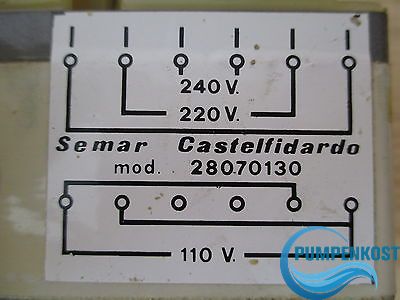 240 V.
220 V.
Semar Castelfidardo
mod. 28070130
110 V.
PUMPENKOST